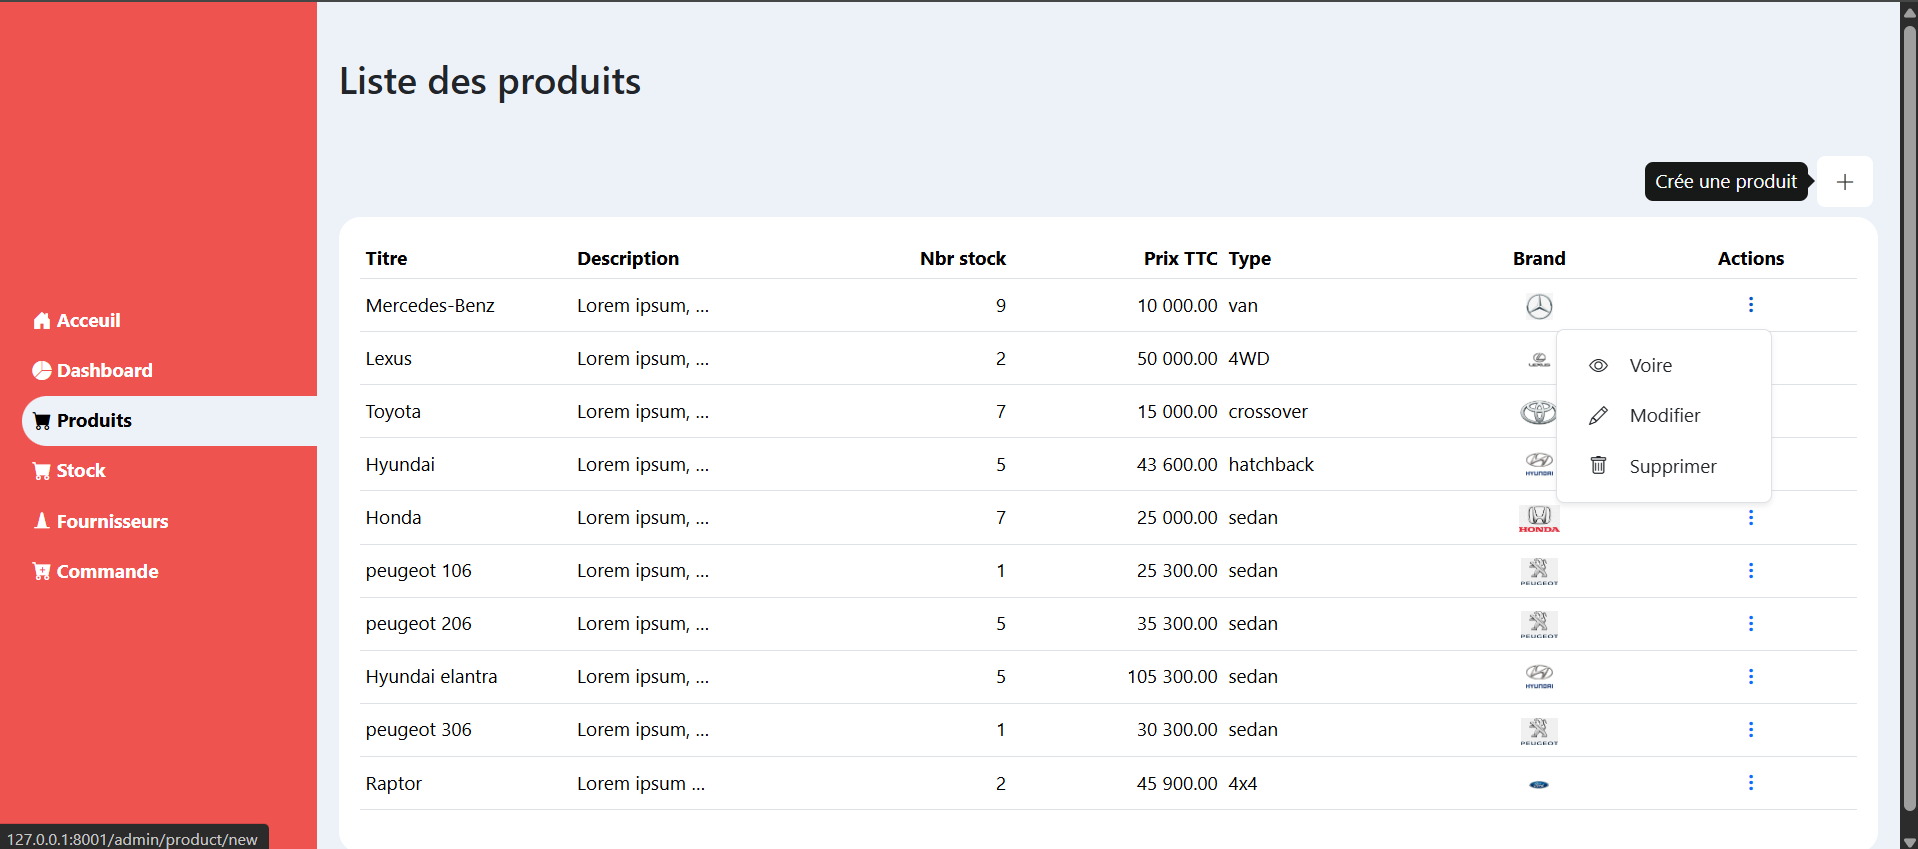 Liste des produits
Crée une produit
Titre Description Nbr stock Prix TTC Type Brand Actions
Mercedes-Benz Lorem ipsum, ... 9 10 000.00 van
Acceuil
Lexus Lorem ipsum, ... 2 50 000.00 4WD LEXUS Voire
Dashboard
Toyota Lorem ipsum, ... 7 15 000.00 crossover Modifier
Produits
Hyundai Lorem ipsum, ... 5 43 600.00 hatchback HYUNDAI Supprimer
Stock
Honda Lorem ipsum, ... 7 25 000.00 sedan HONDA
Fournisseurs
peugeot 106 Lorem ipsum, ... 1 25 300.00 sedan PEUGEOT
Commande
peugeot 206 Lorem ipsum, ... 5 35 300.00 sedan PEUGEOT
Hyundai elantra Lorem ipsum, ... 5 105 300.00 sedan HYUNDAI
peugeot 306 Lorem ipsum, ... 1 30 300.00 sedan PEUGEOT
Raptor Lorem ipsum ... 2 45 900.00 4x4 Ford
127.0.0.1:8001/admin/product/new